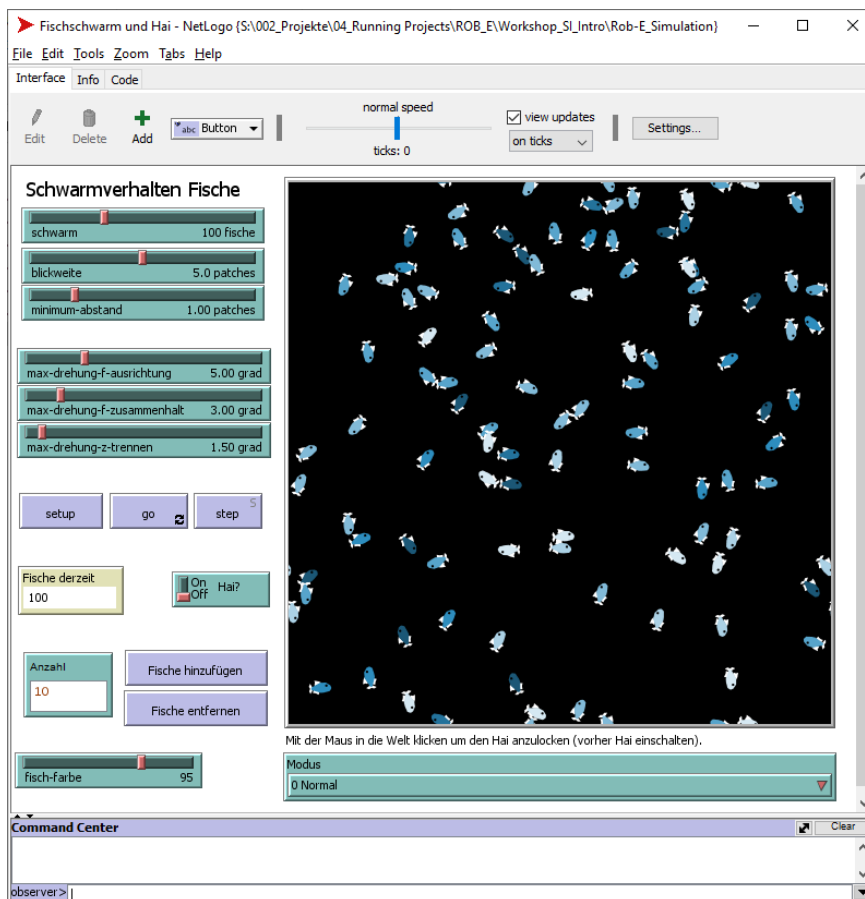 Fischschwarm und Hai - NetLogo {S:\002_Projekte\04_Running Projects\ROB_E\Workshop_SI_Intro\Rob-E_Simulation}
File Edit Tools Zoom Tabs Help
Interface Info Code
normal speed
view updates
Edit Delete Add abc Button
ticks: 0
on ticks
Settings...
Schwarmverhalten Fische
schwarm 100 fische
blickweite 5.0 patches
minimum-abstand 1.00 patches
max-drehung-f-ausrichtung 5.00 grad
max-drehung-f-zusammenhalt 3.00 grad
max-drehung-z-trennen 1.50 grad
setup go step S
Fische derzeit
100
On
Off
Hai?
Anzahl
10
Fische hinzufügen
Fische entfernen
fisch-farbe 95
Mit der Maus in die Welt klicken um den Hai anzulocken (vorher Hai einschalten).
Modus
0 Normal
Command Center Clear
observer>